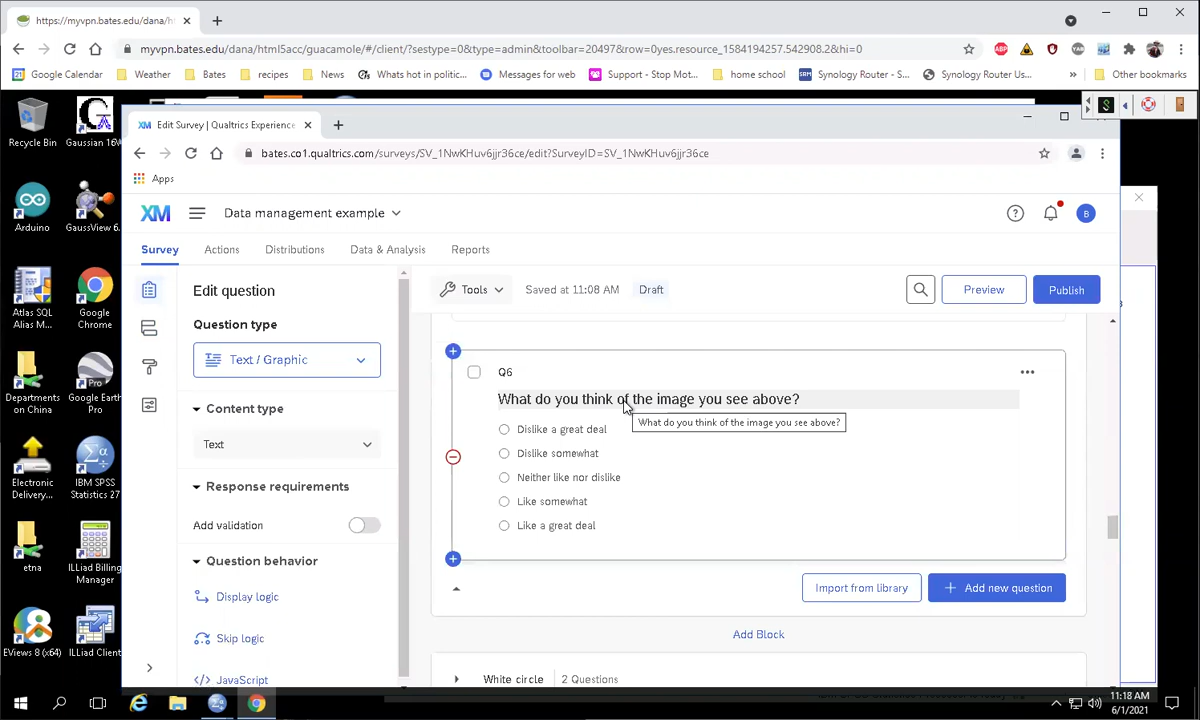 https://myvpn.bates.edu/dana/ht
myvpn.bates.edu/dana/html5acc/guacamole/#/client/?sestype=0&type=admin&toolbar=20497&row=0yes.resource_1584194257.542908.2&hi=0
Google Calendar
Weather
Bates
recipes
News
Whats hot in politic...
Messages for web
Support - Stop Mot...
home school
Synology Router - S...
Synology Router Us...
Other bookmarks
Recycle Bin
Gaussian 16W
Arduino
GaussView 6.
Atlas SQL Alias M...
Google Chrome
Departments on China
Google Earth Pro
Electronic Delivery...
IBM SPSS Statistics 27
etna
ILLiad Billing Manager
EViews 8 (x64)
ILLiad Client
XM Edit Survey | Qualtrics Experience
bates.co1.qualtrics.com/surveys/SV_1NwKHuv6jjr36ce/edit?SurveyID=SV_1NwKHuv6jjr36ce
Apps
XM
Data management example
B
Survey
Actions
Distributions
Data & Analysis
Reports
Edit question
Question type
Text / Graphic
Content type
Text
Response requirements
Add validation
Question behavior
Display logic
Skip logic
JavaScript
Tools
Saved at 11:08 AM
Draft
Preview
Publish
Q6
What do you think of the image you see above?
What do you think of the image you see above?
Dislike a great deal
Dislike somewhat
Neither like nor dislike
Like somewhat
Like a great deal
Import from library
Add new question
Add Block
White circle
2 Questions
11:18 AM
6/1/2021